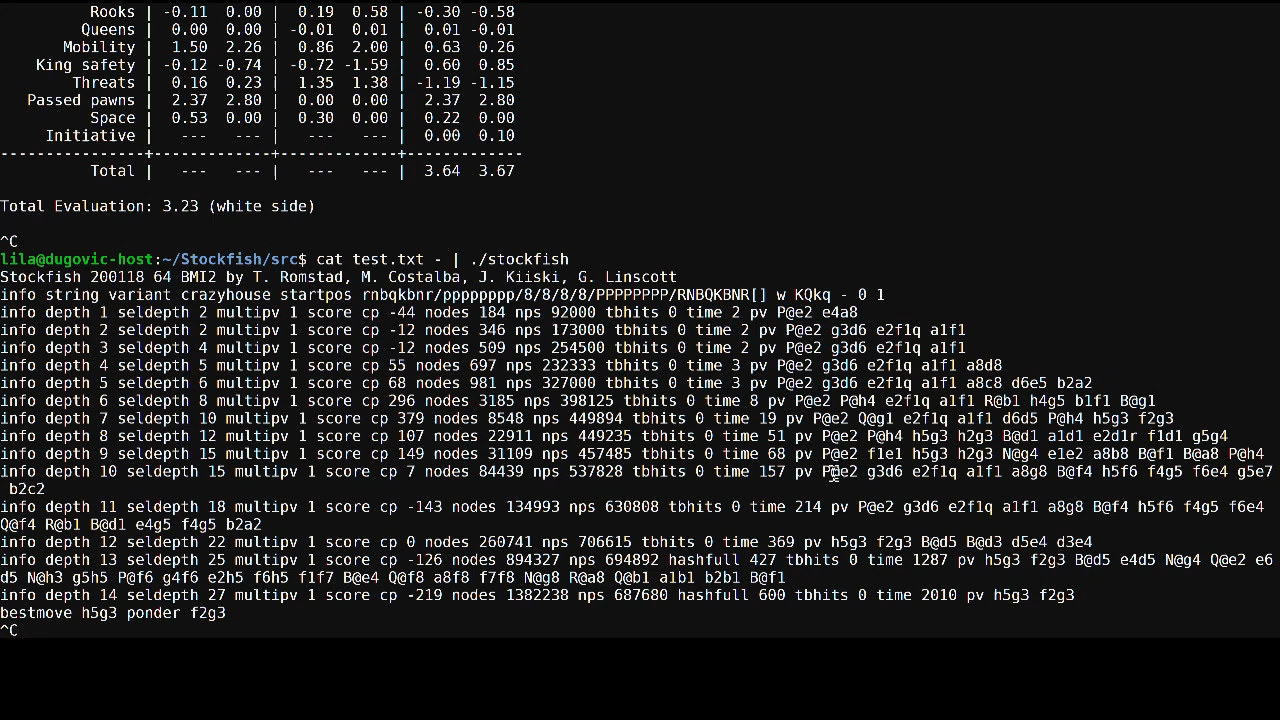 Rooks | -0.11  0.00 |  0.19  0.58 | -0.30 -0.58
Queens |  0.00  0.00 | -0.01  0.01 |  0.01 -0.01
Mobility |  1.50  2.26 |  0.86  2.00 |  0.63  0.26
King safety | -0.12 -0.74 | -0.72 -1.59 |  0.60  0.85
Threats |  0.16  0.23 |  1.35  1.38 | -1.19 -1.15
Passed pawns |  2.37  2.80 |  0.00  0.00 |  2.37  2.80
Space |  0.53  0.00 |  0.30  0.00 |  0.22  0.00
Initiative |   ---   --- |   ---   --- |  0.00  0.10
----------------+-------------+-------------+-------------
Total |   ---   --- |   ---   --- |  3.64  3.67
Total Evaluation: 3.23 (white side)
^C
lila@dugovic-host:~/Stockfish/src$ cat test.txt - | ./stockfish
Stockfish 200118 64 BMI2 by T. Romstad, M. Costalba, J. Kiiski, G. Linscott
info string variant crazyhouse startpos rnbqkbnr/pppppppp/8/8/8/8/PPPPPPPP/RNBQKBNR[] w KQkq - 0 1
info depth 1 seldepth 2 multipv 1 score cp -44 nodes 184 nps 92000 tbhits 0 time 2 pv P@e2 e4a8
info depth 2 seldepth 2 multipv 1 score cp -12 nodes 346 nps 173000 tbhits 0 time 2 pv P@e2 g3d6 e2f1q a1f1
info depth 3 seldepth 4 multipv 1 score cp -12 nodes 509 nps 254500 tbhits 0 time 2 pv P@e2 g3d6 e2f1q a1f1
info depth 4 seldepth 5 multipv 1 score cp 55 nodes 697 nps 232333 tbhits 0 time 3 pv P@e2 g3d6 e2f1q a1f1 a8d8
info depth 5 seldepth 6 multipv 1 score cp 68 nodes 981 nps 327000 tbhits 0 time 3 pv P@e2 g3d6 e2f1q a1f1 a8c8 d6e5 b2a2
info depth 6 seldepth 8 multipv 1 score cp 296 nodes 3185 nps 398125 tbhits 0 time 8 pv P@e2 P@h4 e2f1q a1f1 R@b1 h4g5 b1f1 B@g1
info depth 7 seldepth 10 multipv 1 score cp 379 nodes 8548 nps 449894 tbhits 0 time 19 pv P@e2 Q@g1 e2f1q a1f1 d6d5 P@h4 h5g3 f2g3
info depth 8 seldepth 12 multipv 1 score cp 107 nodes 22911 nps 449235 tbhits 0 time 51 pv P@e2 P@h4 h5g3 h2g3 B@d1 a1d1 e2d1r f1d1 g5g4
info depth 9 seldepth 15 multipv 1 score cp 149 nodes 31109 nps 457485 tbhits 0 time 68 pv P@e2 f1e1 h5g3 h2g3 N@g4 e1e2 a8b8 B@f1 B@a8 P@h4
info depth 10 seldepth 15 multipv 1 score cp 7 nodes 84439 nps 537828 tbhits 0 time 157 pv P@e2 g3d6 e2f1q a1f1 a8g8 B@f4 h5f6 f4g5 f6e4 g5e7
b2c2
info depth 11 seldepth 18 multipv 1 score cp -143 nodes 134993 nps 630808 tbhits 0 time 214 pv P@e2 g3d6 e2f1q a1f1 a8g8 B@f4 h5f6 f4g5 f6e4
Q@f4 R@b1 B@d1 e4g5 f4g5 b2a2
info depth 12 seldepth 22 multipv 1 score cp 0 nodes 260741 nps 706615 tbhits 0 time 369 pv h5g3 f2g3 B@d5 B@d3 d5e4 d3e4
info depth 13 seldepth 25 multipv 1 score cp -126 nodes 894327 nps 694892 hashfull 427 tbhits 0 time 1287 pv h5g3 f2g3 B@d5 e4d5 N@g4 Q@e2 e6
d5 N@h3 g5h5 P@f6 g4f6 e2h5 f6h5 f1f7 B@e4 Q@f8 a8f8 f7f8 N@g8 R@a8 Q@b1 a1b1 b2b1 B@f1
info depth 14 seldepth 27 multipv 1 score cp -219 nodes 1382238 nps 687680 hashfull 600 tbhits 0 time 2010 pv h5g3 f2g3
bestmove h5g3 ponder f2g3
^C